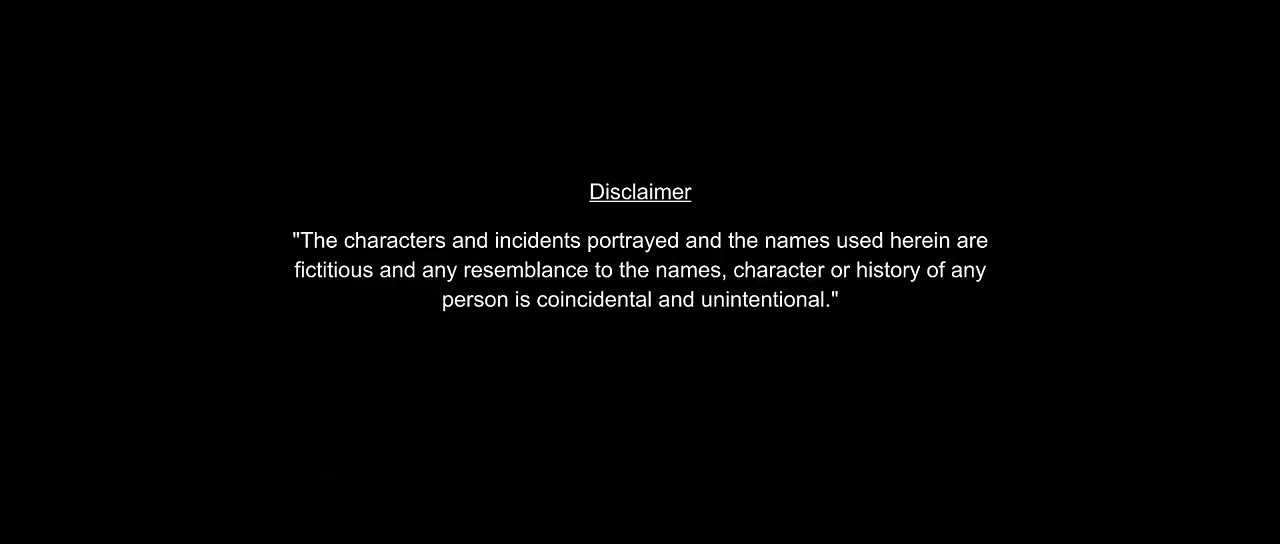 Disclaimer
"The characters and incidents portrayed and the names used herein are
fictitious and any resemblance to the names, character or history of any
person is coincidental and unintentional."